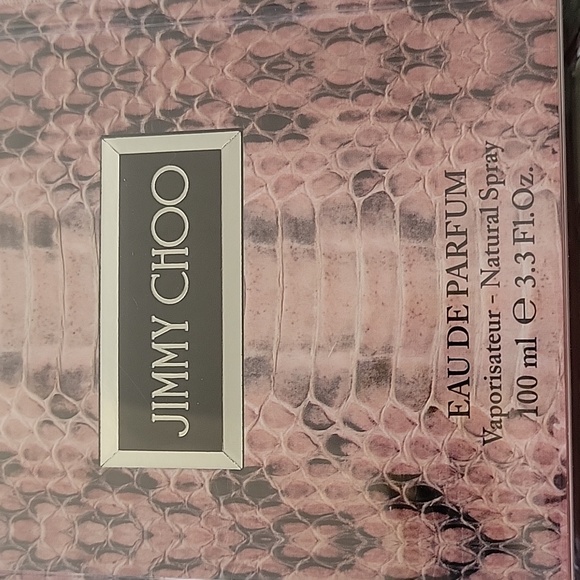 JIMMY CHOO
EAU DE PARFUM
Vaporisateur - Natural Spray
100 ml ℮ 3.3 Fl.Oz.